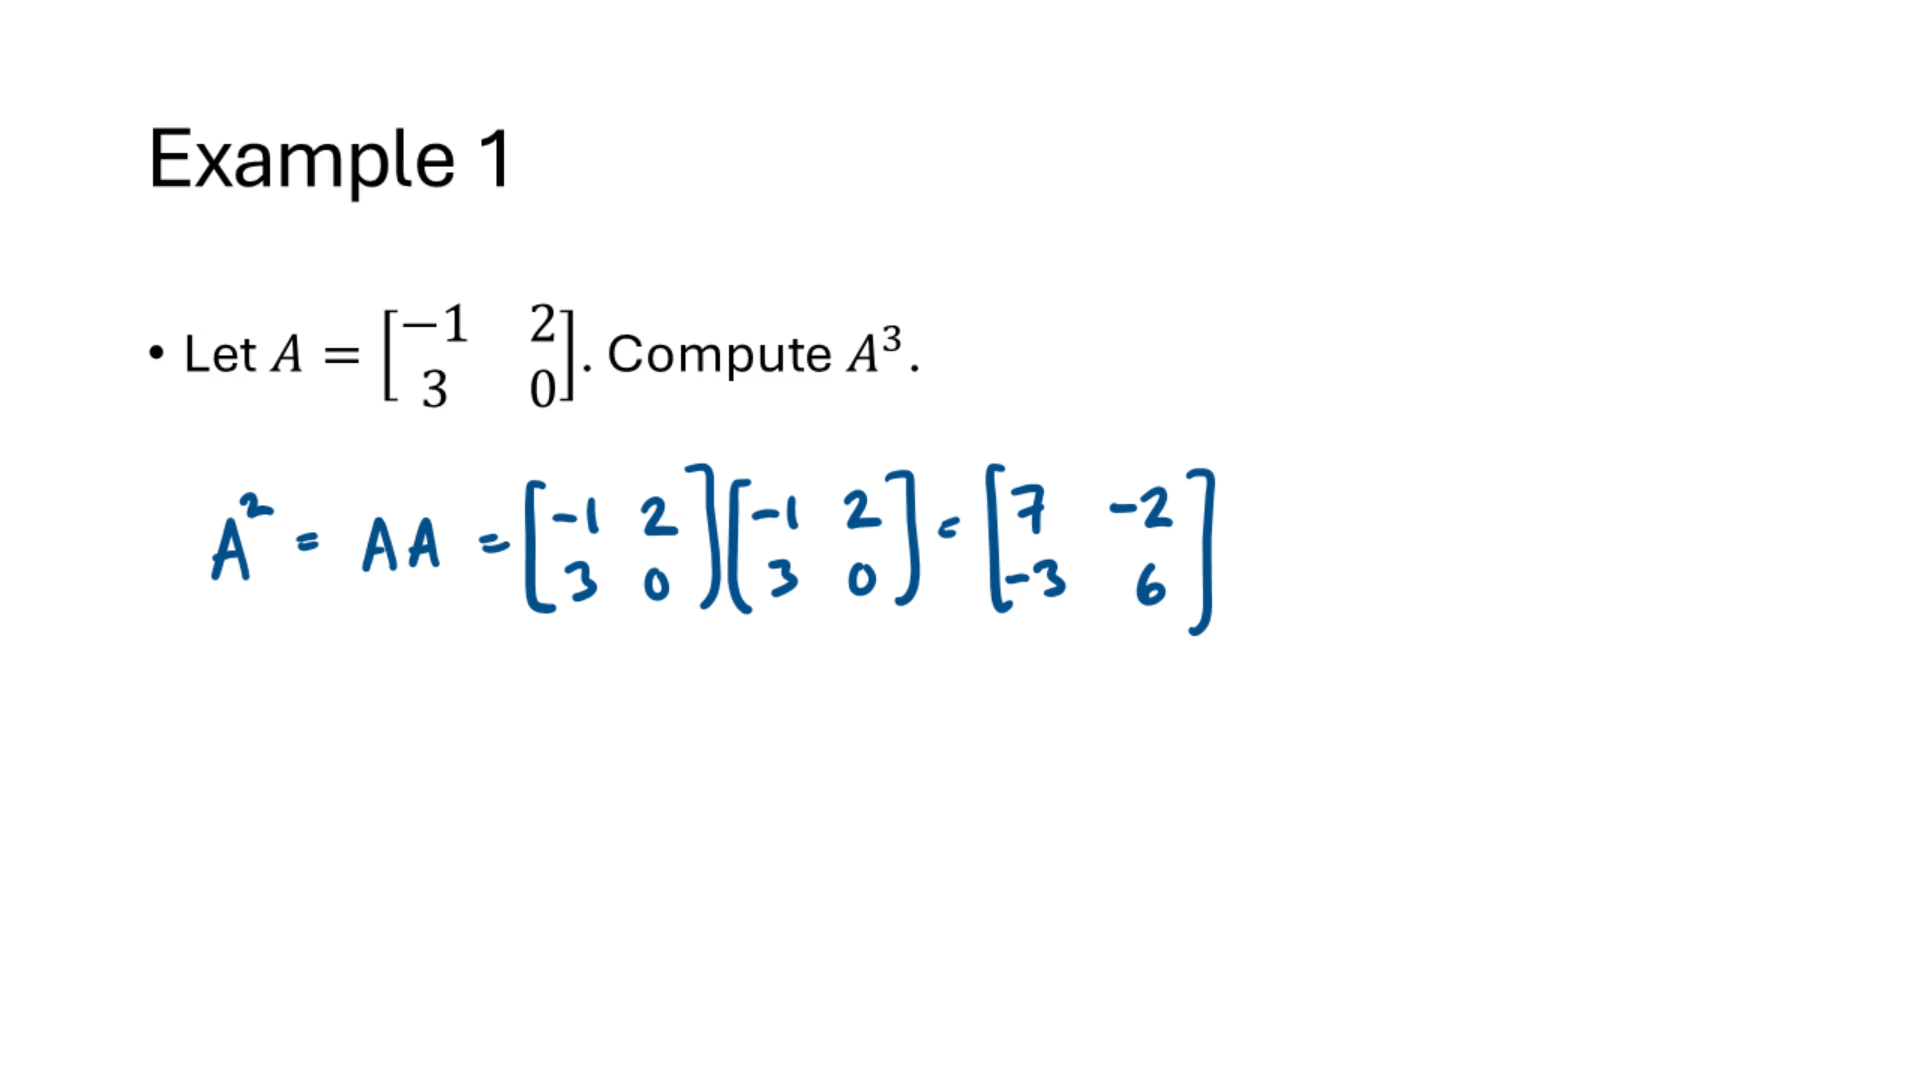 Example 1
• Let A = [−1 2; 3 0]. Compute A³.
A² = AA = [-1 2; 3 0][-1 2; 3 0] = [7 -2; -3 6]